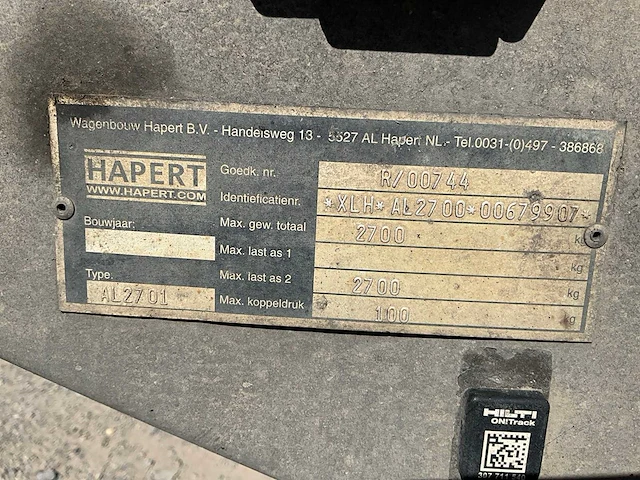 Wagenbouw Hapert B.V. - Handelsweg 13 - 5527 AL Hapert NL. - Tel.0031-(0)497 - 386868
HAPERT
WWW.HAPERT.COM
Goedk. nr. R/00744
Identificatienr. *XLH*AL2700*00679907*
Bouwjaar:
Max. gew. totaal 2700 kg
Max. last as 1 kg
Type: AL2701
Max. last as 2 2700 kg
Max. koppeldruk 100 kg
HILTI
ON!Track